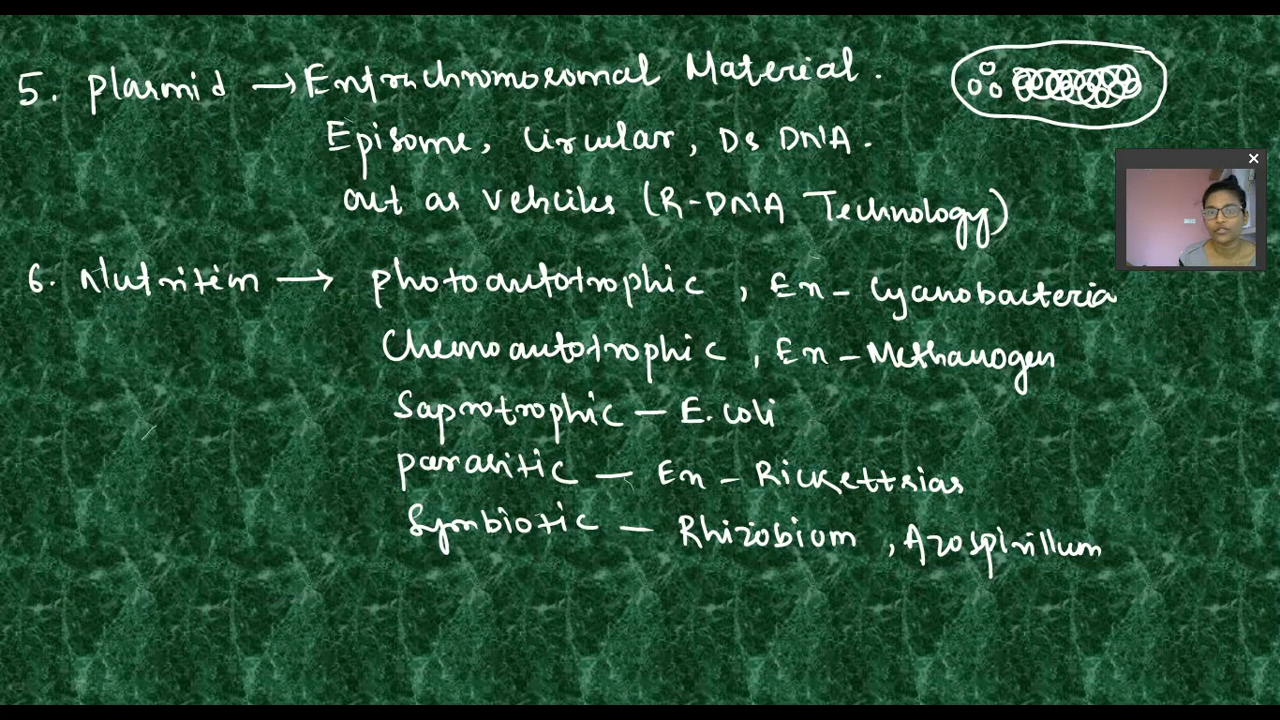 5. Plasmid → Extrachromosomal Material.
Episome, Circular, Ds DNA.
act as vehicles (R-DNA Technology)
6. Nutrition → photoautotrophic, Ex - Cyanobacteria
Chemoautotrophic, Ex - Methanogen
Saprotrophic - E. coli
parasitic - Ex - Rickettsias
Symbiotic - Rhizobium, Azospirillum